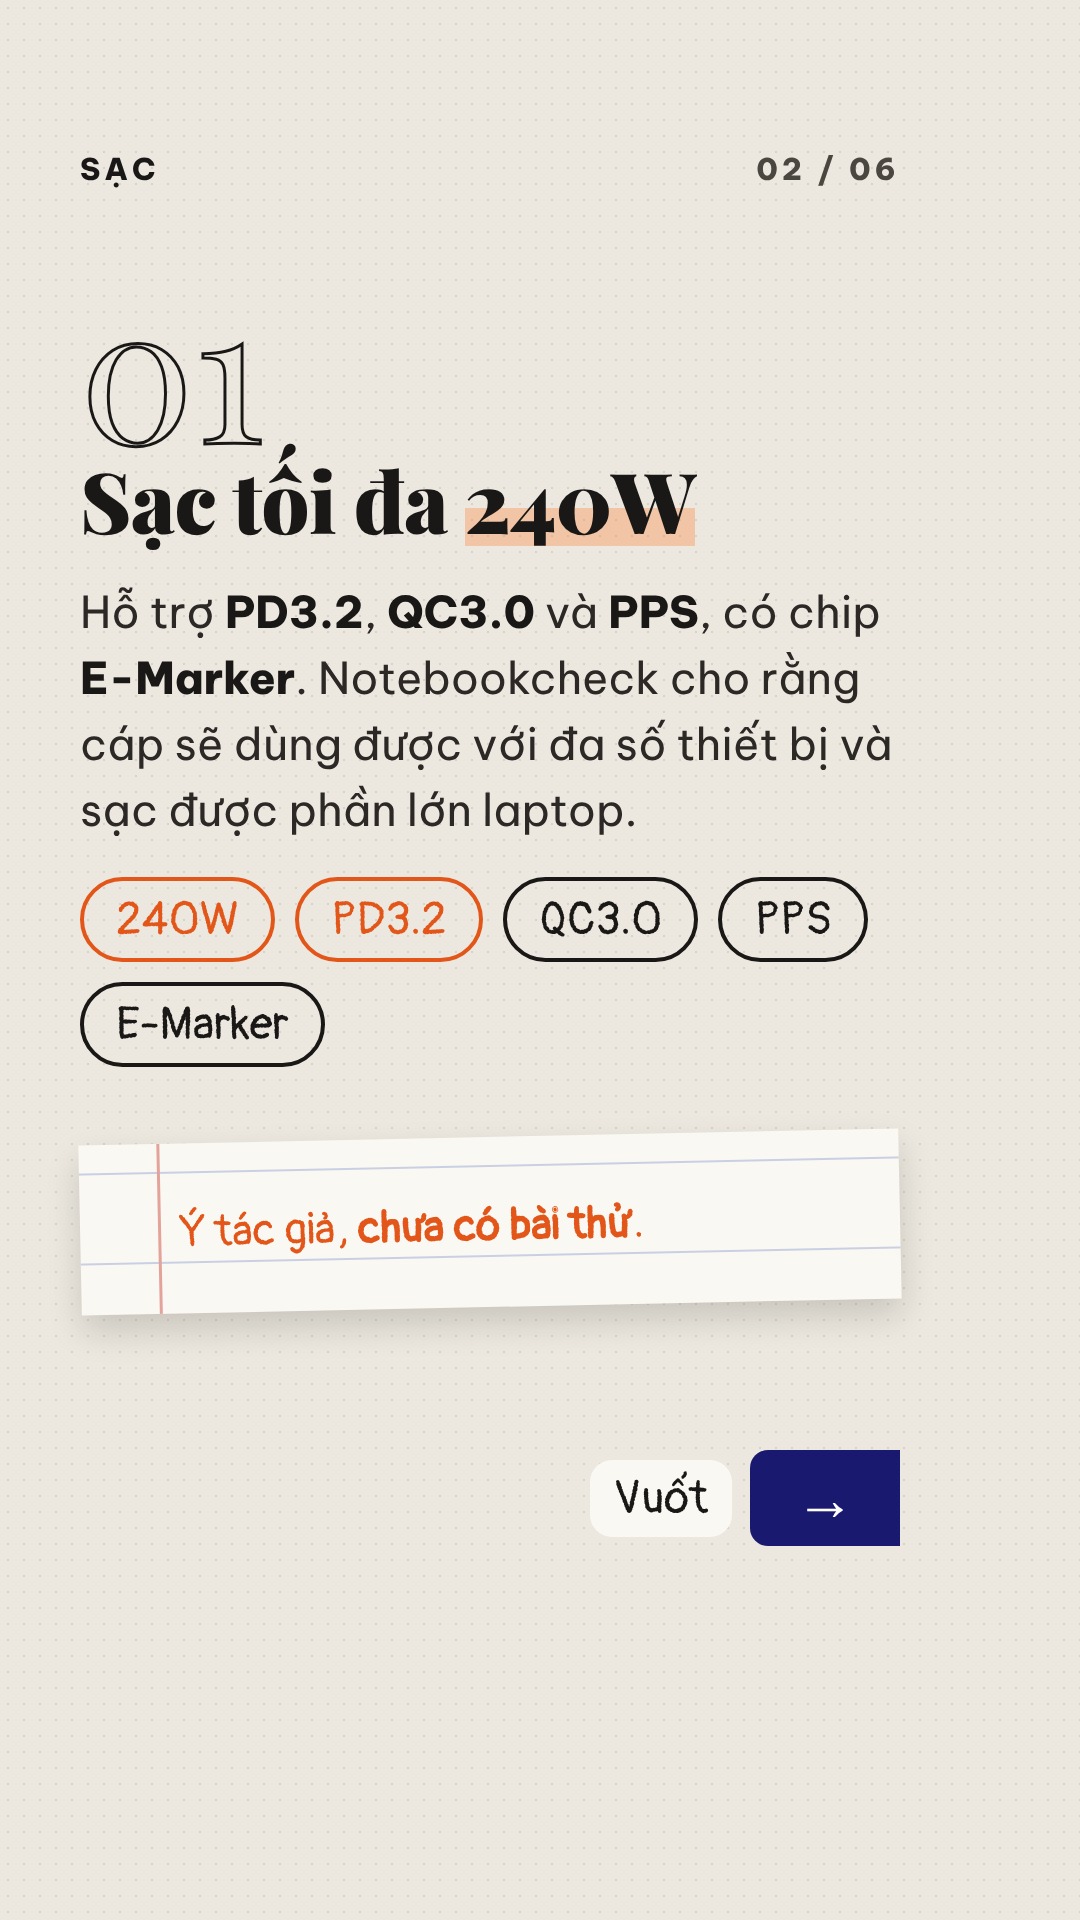 SẠC
02 / 06
01
Sạc tối đa 240W
Hỗ trợ PD3.2, QC3.0 và PPS, có chip
E-Marker. Notebookcheck cho rằng
cáp sẽ dùng được với đa số thiết bị và
sạc được phần lớn laptop.
240W PD3.2 QC3.0 PPS
E-Marker
Ý tác giả, chưa có bài thử.
Vuốt →